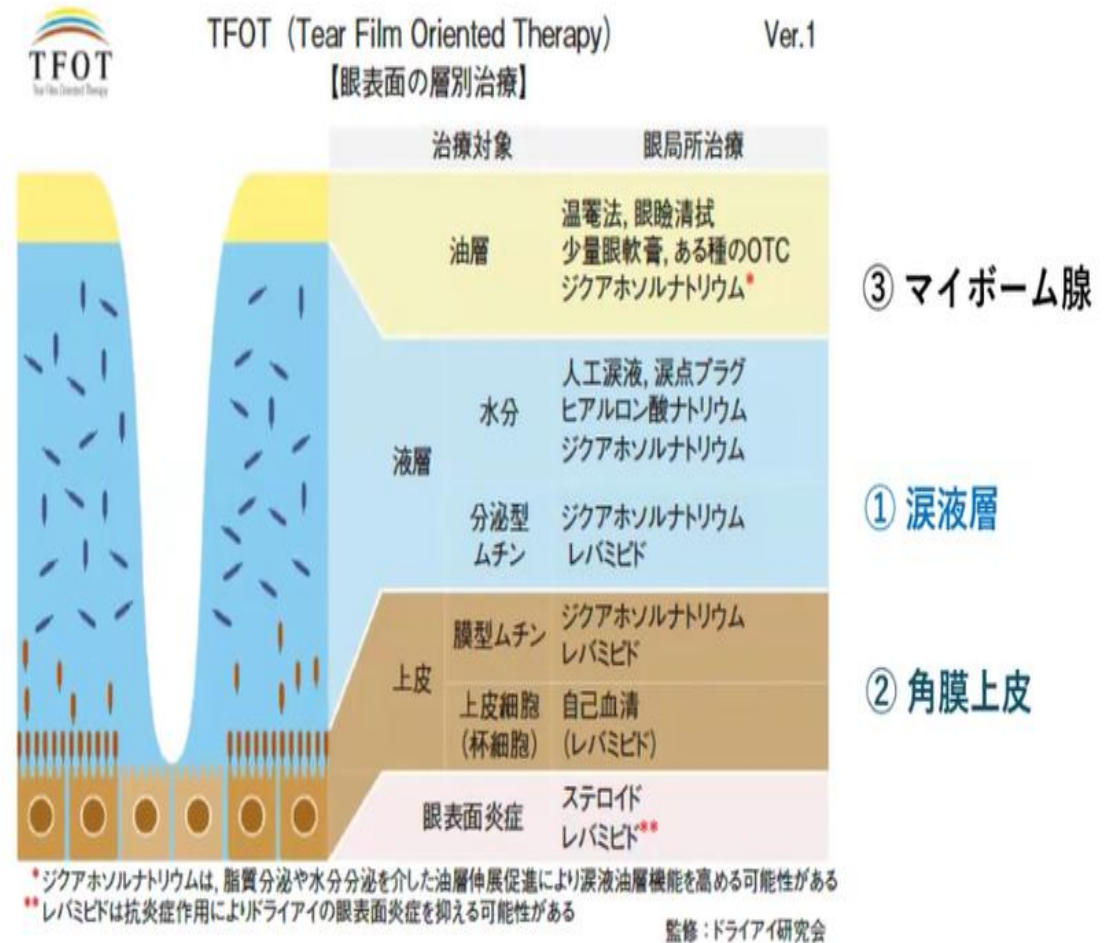 TFOT
Tear Film Oriented Therapy
TFOT (Tear Film Oriented Therapy)
Ver.1
【眼表面の層別治療】
治療対象
眼局所治療
油層
温罨法, 眼瞼清拭
少量眼軟膏, ある種のOTC
ジクアホソルナトリウム*
③ マイボーム腺
液層
水分
人工涙液, 涙点プラグ
ヒアルロン酸ナトリウム
ジクアホソルナトリウム
分泌型
ムチン
ジクアホソルナトリウム
レバミピド
① 涙液層
上皮
膜型ムチン
ジクアホソルナトリウム
レバミピド
上皮細胞
(杯細胞)
自己血清
(レバミピド)
② 角膜上皮
眼表面炎症
ステロイド
レバミピド**
*ジクアホソルナトリウムは, 脂質分泌や水分分泌を介した油層伸展促進により涙液油層機能を高める可能性がある
**レバミピドは抗炎症作用によりドライアイの眼表面炎症を抑える可能性がある
監修：ドライアイ研究会